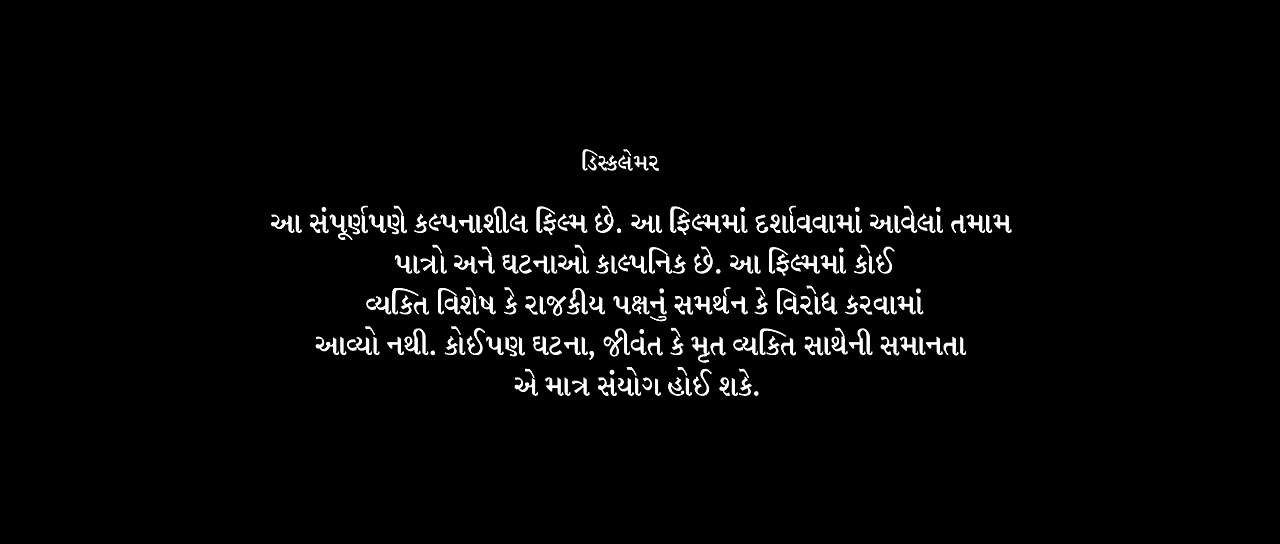 ડિસ્કલેમર
આ સંપૂર્ણપણે કલ્પનાશીલ ફિલ્મ છે. આ ફિલ્મમાં દર્શાવવામાં આવેલાં તમામ
પાત્રો અને ઘટનાઓ કાલ્પનિક છે. આ ફિલ્મમાં કોઈ
વ્યકિત વિશેષ કે રાજકીય પક્ષનું સમર્થન કે વિરોધ કરવામાં
આવ્યો નથી. કોઈપણ ઘટના, જીવંત કે મૃત વ્યકિત સાથેની સમાનતા
એ માત્ર સંયોગ હોઈ શકે.